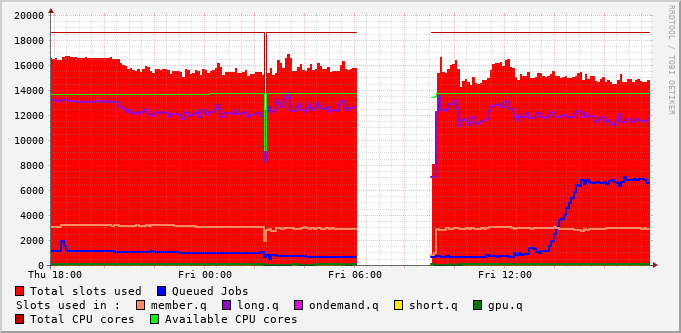 20000
18000
16000
14000
12000
10000
8000
6000
4000
2000
0
Thu 18:00 Fri 00:00 Fri 06:00 Fri 12:00
RRDTOOL / TOBI OETIKER
Total slots used Queued Jobs
Slots used in : member.q long.q ondemand.q short.q gpu.q
Total CPU cores Available CPU cores